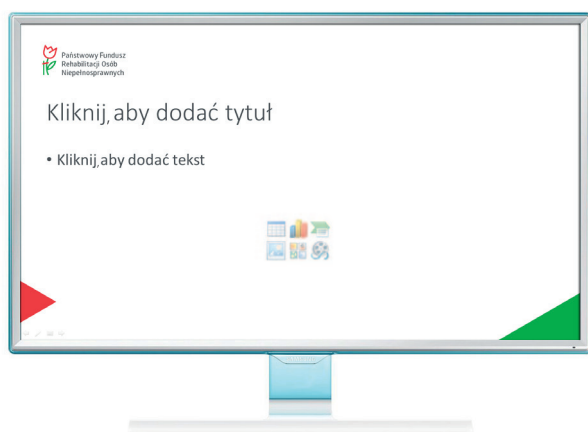 Państwowy Fundusz
Rehabilitacji Osób
Niepełnosprawnych
Kliknij, aby dodać tytuł
• Kliknij, aby dodać tekst